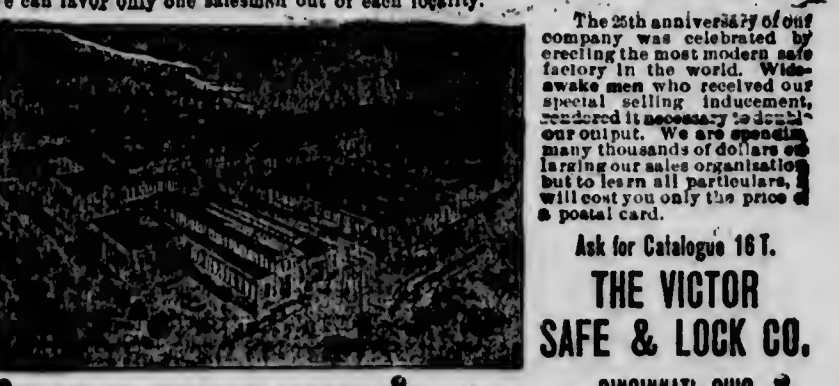 e can favor only one salesman out of each locality.
The 25th anniversary of our
company was celebrated by
erecting the most modern safe
factory in the world. Wide-
awake men who received our
special selling inducement,
rendered it necessary to double
our output. We are spending
many thousands of dollars en-
larging our sales organization
but to learn all particulars,
will cost you only the price
a postal card.
Ask for Catalogue 16 T.
THE VICTOR
SAFE & LOCK CO.
CINCINNATI, OHIO